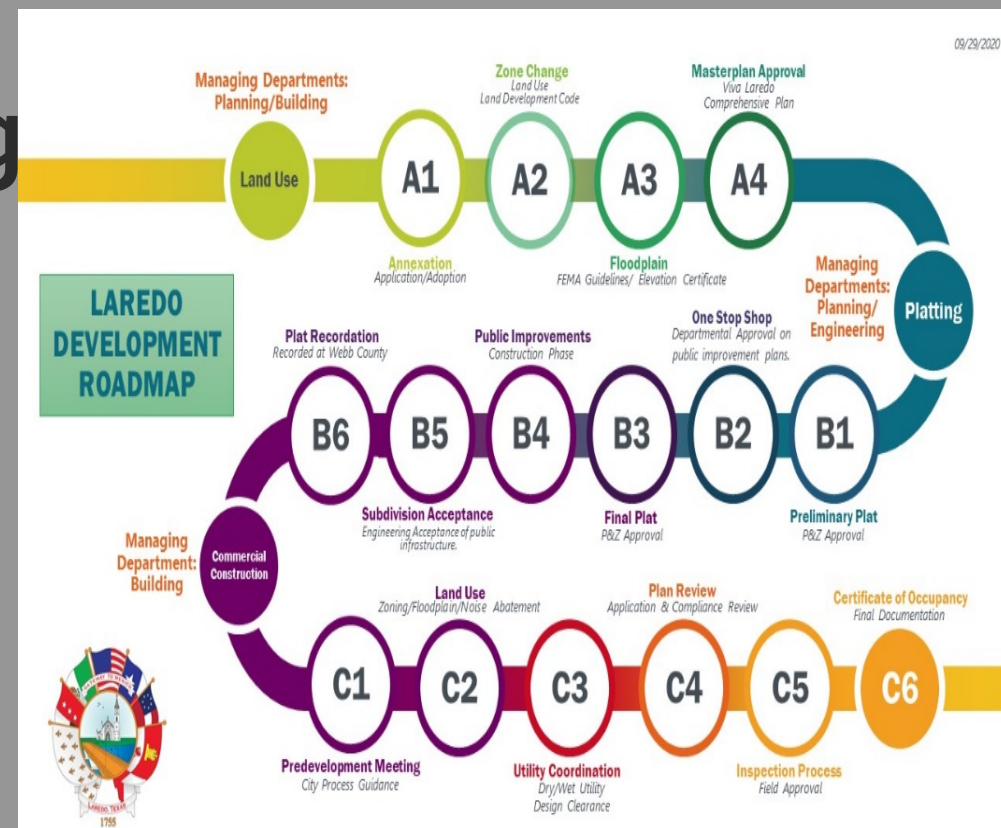 09/29/2020
g
Managing Departments:
Planning/Building
Zone Change
Land Use
Land Development Code
Masterplan Approval
Viva Laredo
Comprehensive Plan
Land Use
A1
A2
A3
A4
Annexation
Application/Adoption
Floodplain
FEMA Guidelines/ Elevation Certificate
Managing
Departments:
Planning/
Engineering
Platting
LAREDO
DEVELOPMENT
ROADMAP
Plat Recordation
Recorded at Webb County
Public Improvements
Construction Phase
One Stop Shop
Departmental Approval on
public improvement plans.
B6
B5
B4
B3
B2
B1
Subdivision Acceptance
Engineering Acceptance of public
infrastructure.
Final Plat
P&Z Approval
Preliminary Plat
P&Z Approval
Managing
Department:
Building
Commercial
Construction
Land Use
Zoning/Floodplain/Noise Abatement
Plan Review
Application & Compliance Review
Certificate of Occupancy
Final Documentation
C1
C2
C3
C4
C5
C6
Predevelopment Meeting
City Process Guidance
Utility Coordination
Dry/Wet Utility
Design Clearance
Inspection Process
Field Approval
LAREDO, TEXAS
1755